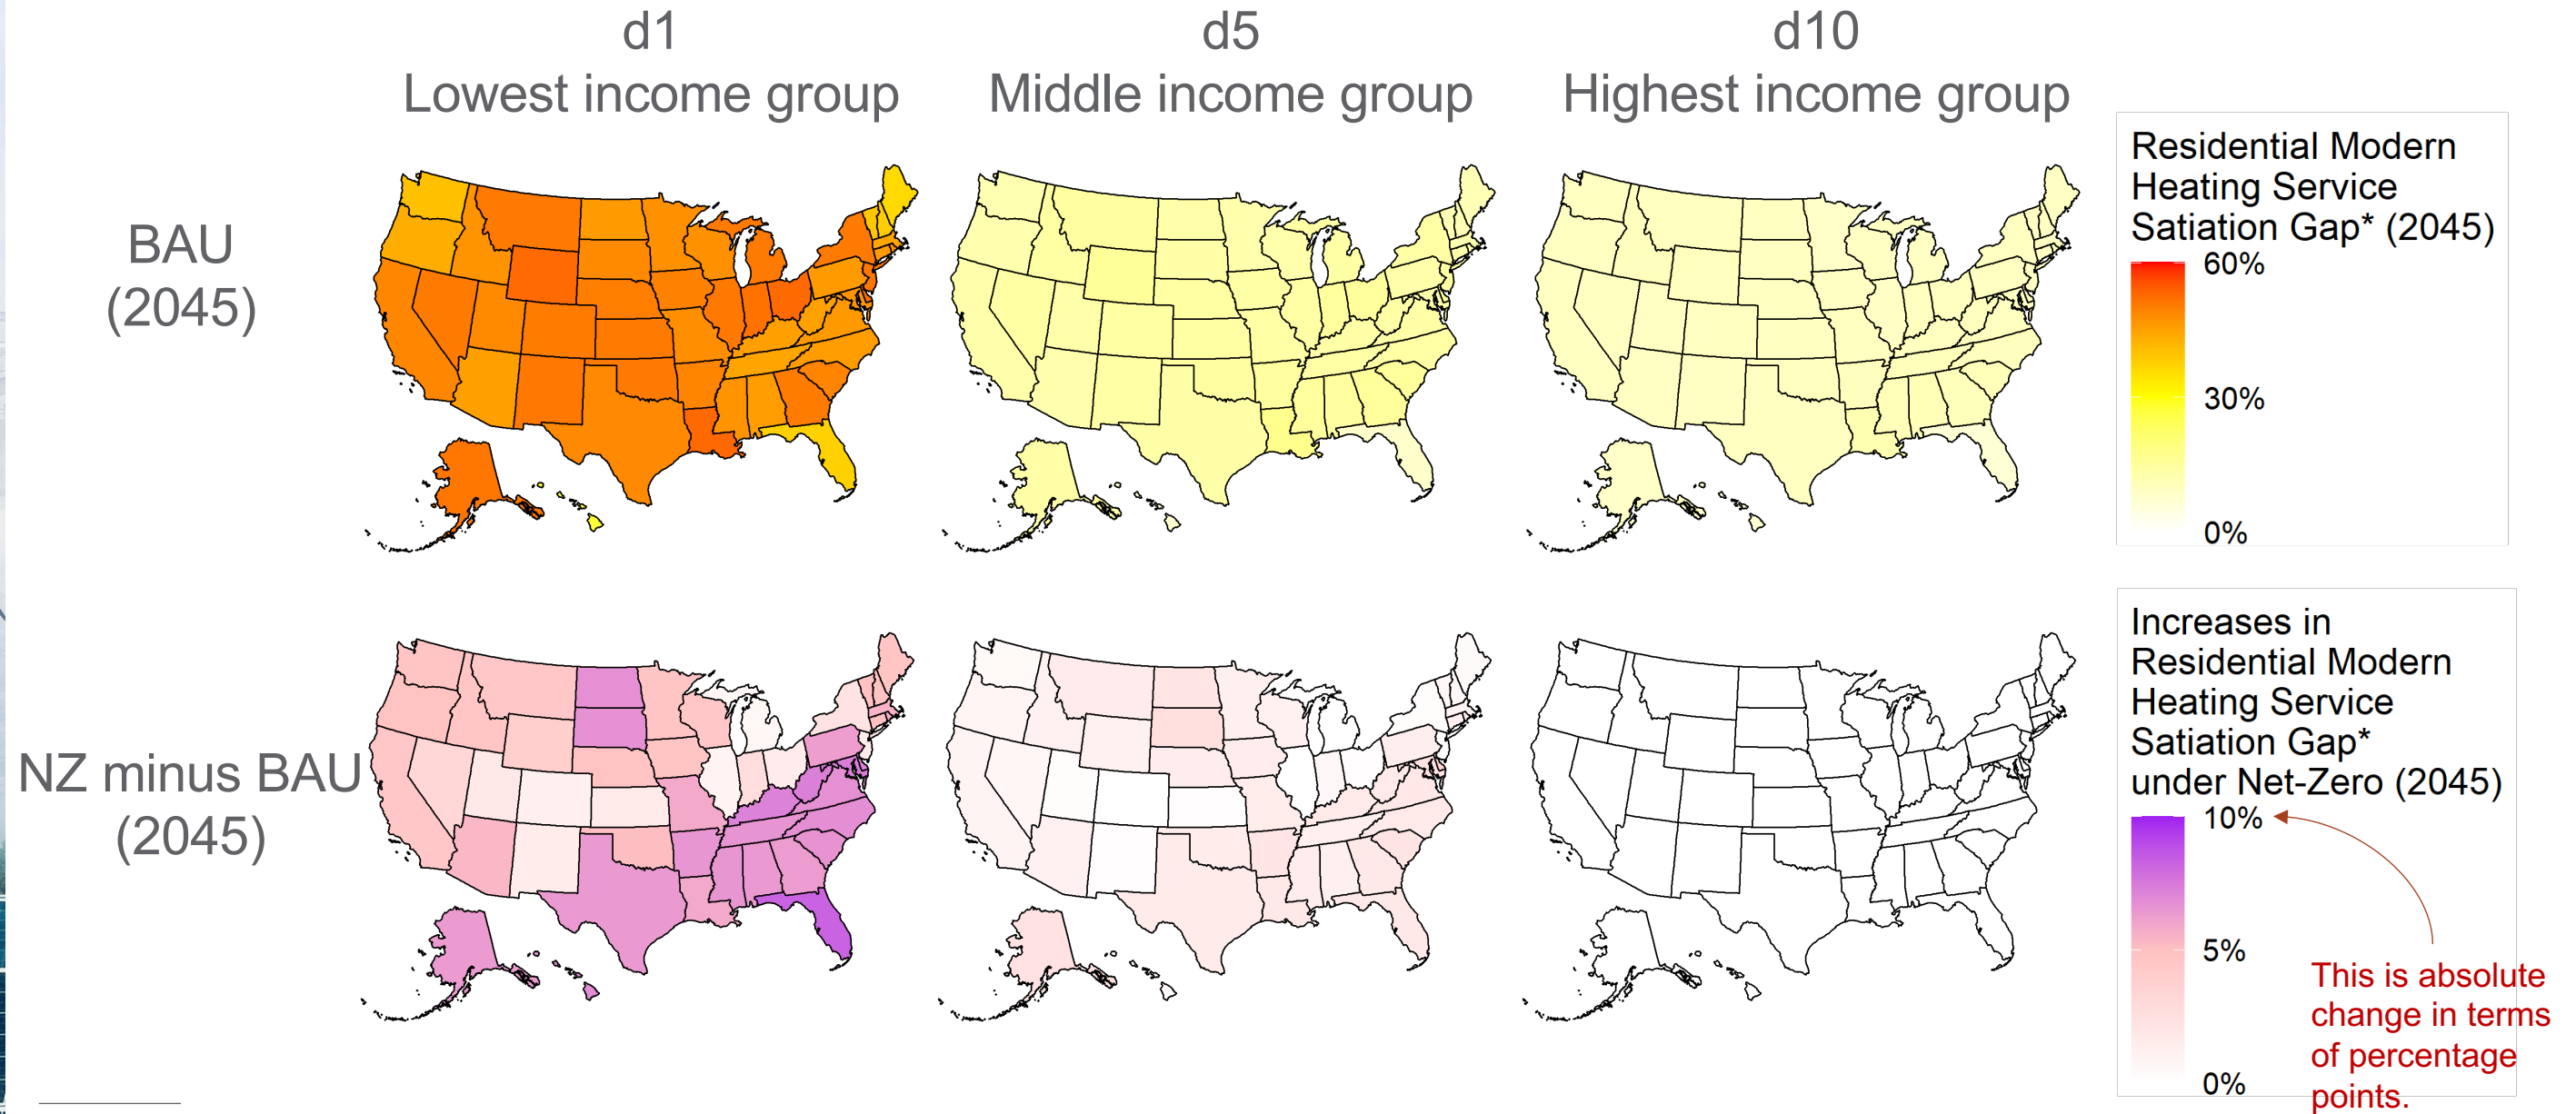 d1
Lowest income group
d5
Middle income group
d10
Highest income group
BAU
(2045)
Residential Modern
Heating Service
Satiation Gap* (2045)
60%
30%
0%
NZ minus BAU
(2045)
Increases in
Residential Modern
Heating Service
Satiation Gap*
under Net-Zero (2045)
10%
5%
0%
This is absolute
change in terms
of percentage
points.